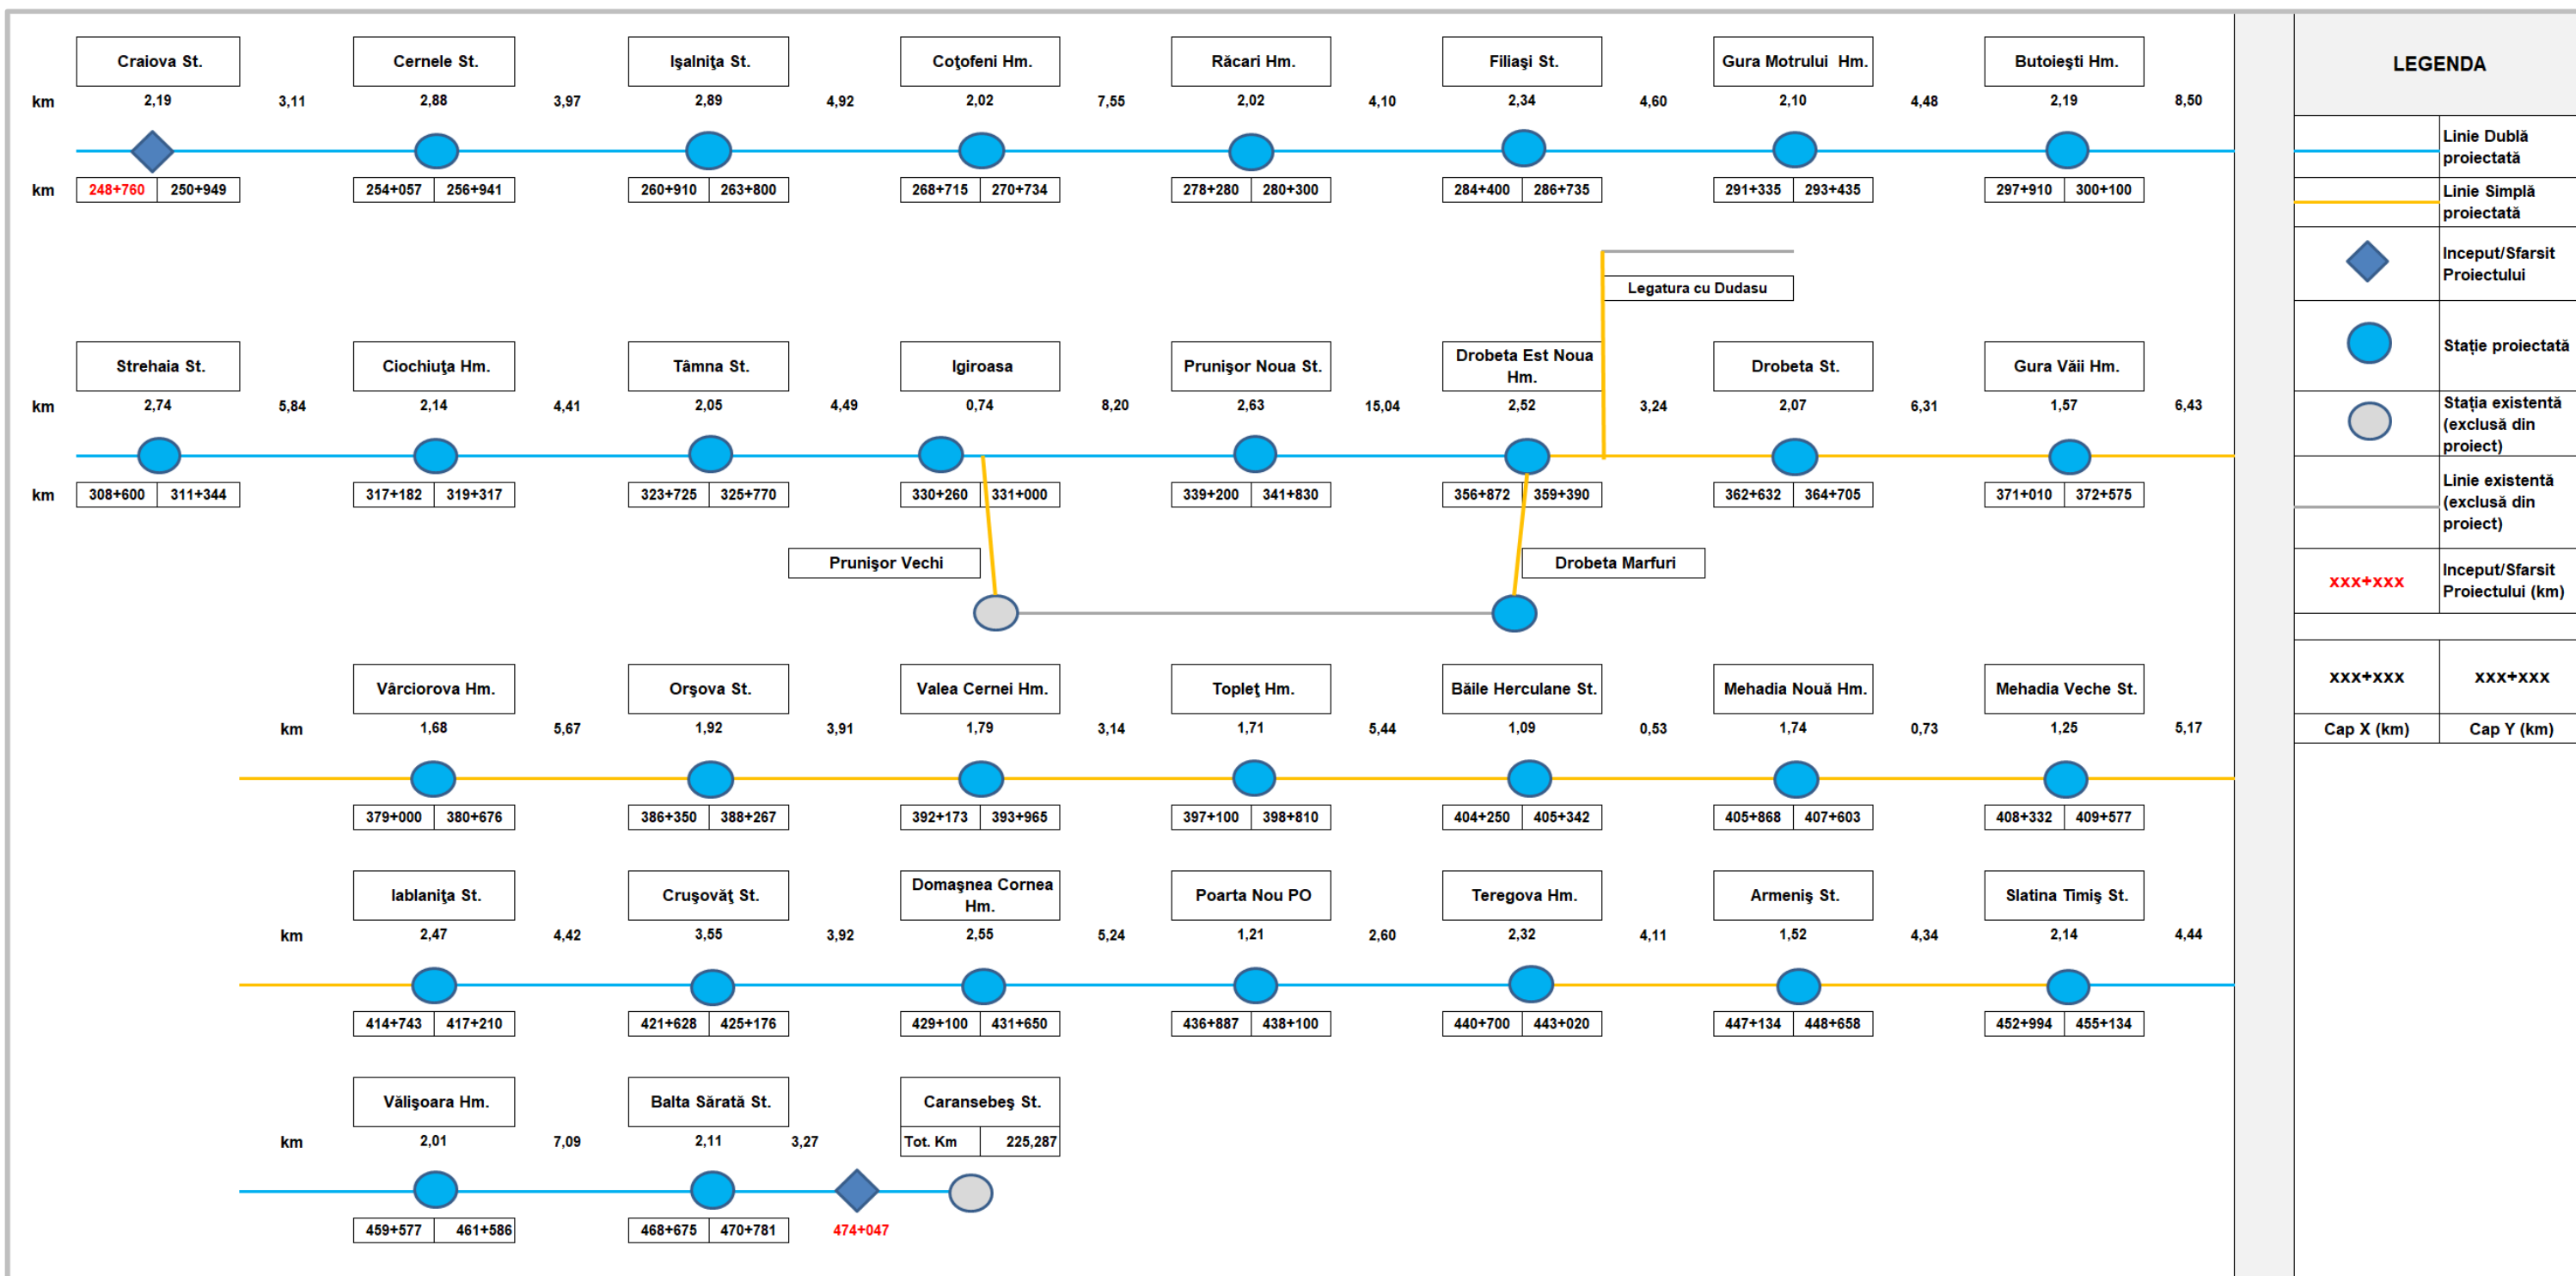 Craiova St. Cernele St. Işalniţa St. Coţofeni Hm. Răcari Hm. Filiaşi St. Gura Motrului Hm. Butoieşti Hm.
km 2,19 3,11 2,88 3,97 2,89 4,92 2,02 7,55 2,02 4,10 2,34 4,60 2,10 4,48 2,19 8,50
km 248+760 250+949 254+057 256+941 260+910 263+800 268+715 270+734 278+280 280+300 284+400 286+735 291+335 293+435 297+910 300+100
Legatura cu Dudasu
Strehaia St. Ciochiuţa Hm. Tâmna St. Igiroasa Prunişor Noua St. Drobeta Est Noua
Hm. Drobeta St. Gura Văii Hm.
km 2,74 5,84 2,14 4,41 2,05 4,49 0,74 8,20 2,63 15,04 2,52 3,24 2,07 6,31 1,57 6,43
km 308+600 311+344 317+182 319+317 323+725 325+770 330+260 331+000 339+200 341+830 356+872 359+390 362+632 364+705 371+010 372+575
Prunişor Vechi Drobeta Marfuri
Vârciorova Hm. Orşova St. Valea Cernei Hm. Topleţ Hm. Băile Herculane St. Mehadia Nouă Hm. Mehadia Veche St.
km 1,68 5,67 1,92 3,91 1,79 3,14 1,71 5,44 1,09 0,53 1,74 0,73 1,25 5,17
379+000 380+676 386+350 388+267 392+173 393+965 397+100 398+810 404+250 405+342 405+868 407+603 408+332 409+577
Iablaniţa St. Cruşovăţ St. Domaşnea Cornea
Hm. Poarta Nou PO Teregova Hm. Armeniş St. Slatina Timiş St.
km 2,47 4,42 3,55 3,92 2,55 5,24 1,21 2,60 2,32 4,11 1,52 4,34 2,14 4,44
414+743 417+210 421+628 425+176 429+100 431+650 436+887 438+100 440+700 443+020 447+134 448+658 452+994 455+134
Vălişoara Hm. Balta Sărată St. Caransebeş St.
km 2,01 7,09 2,11 3,27 Tot. Km 225,287
459+577 461+586 468+675 470+781 474+047
LEGENDA
Linie Dublă
proiectată
Linie Simplă
proiectată
Inceput/Sfarsit
Proiectului
Stație proiectată
Stația existentă
(exclusă din
proiect)
Linie existentă
(exclusă din
proiect)
xxx+xxx Inceput/Sfarsit
Proiectului (km)
xxx+xxx xxx+xxx
Cap X (km) Cap Y (km)